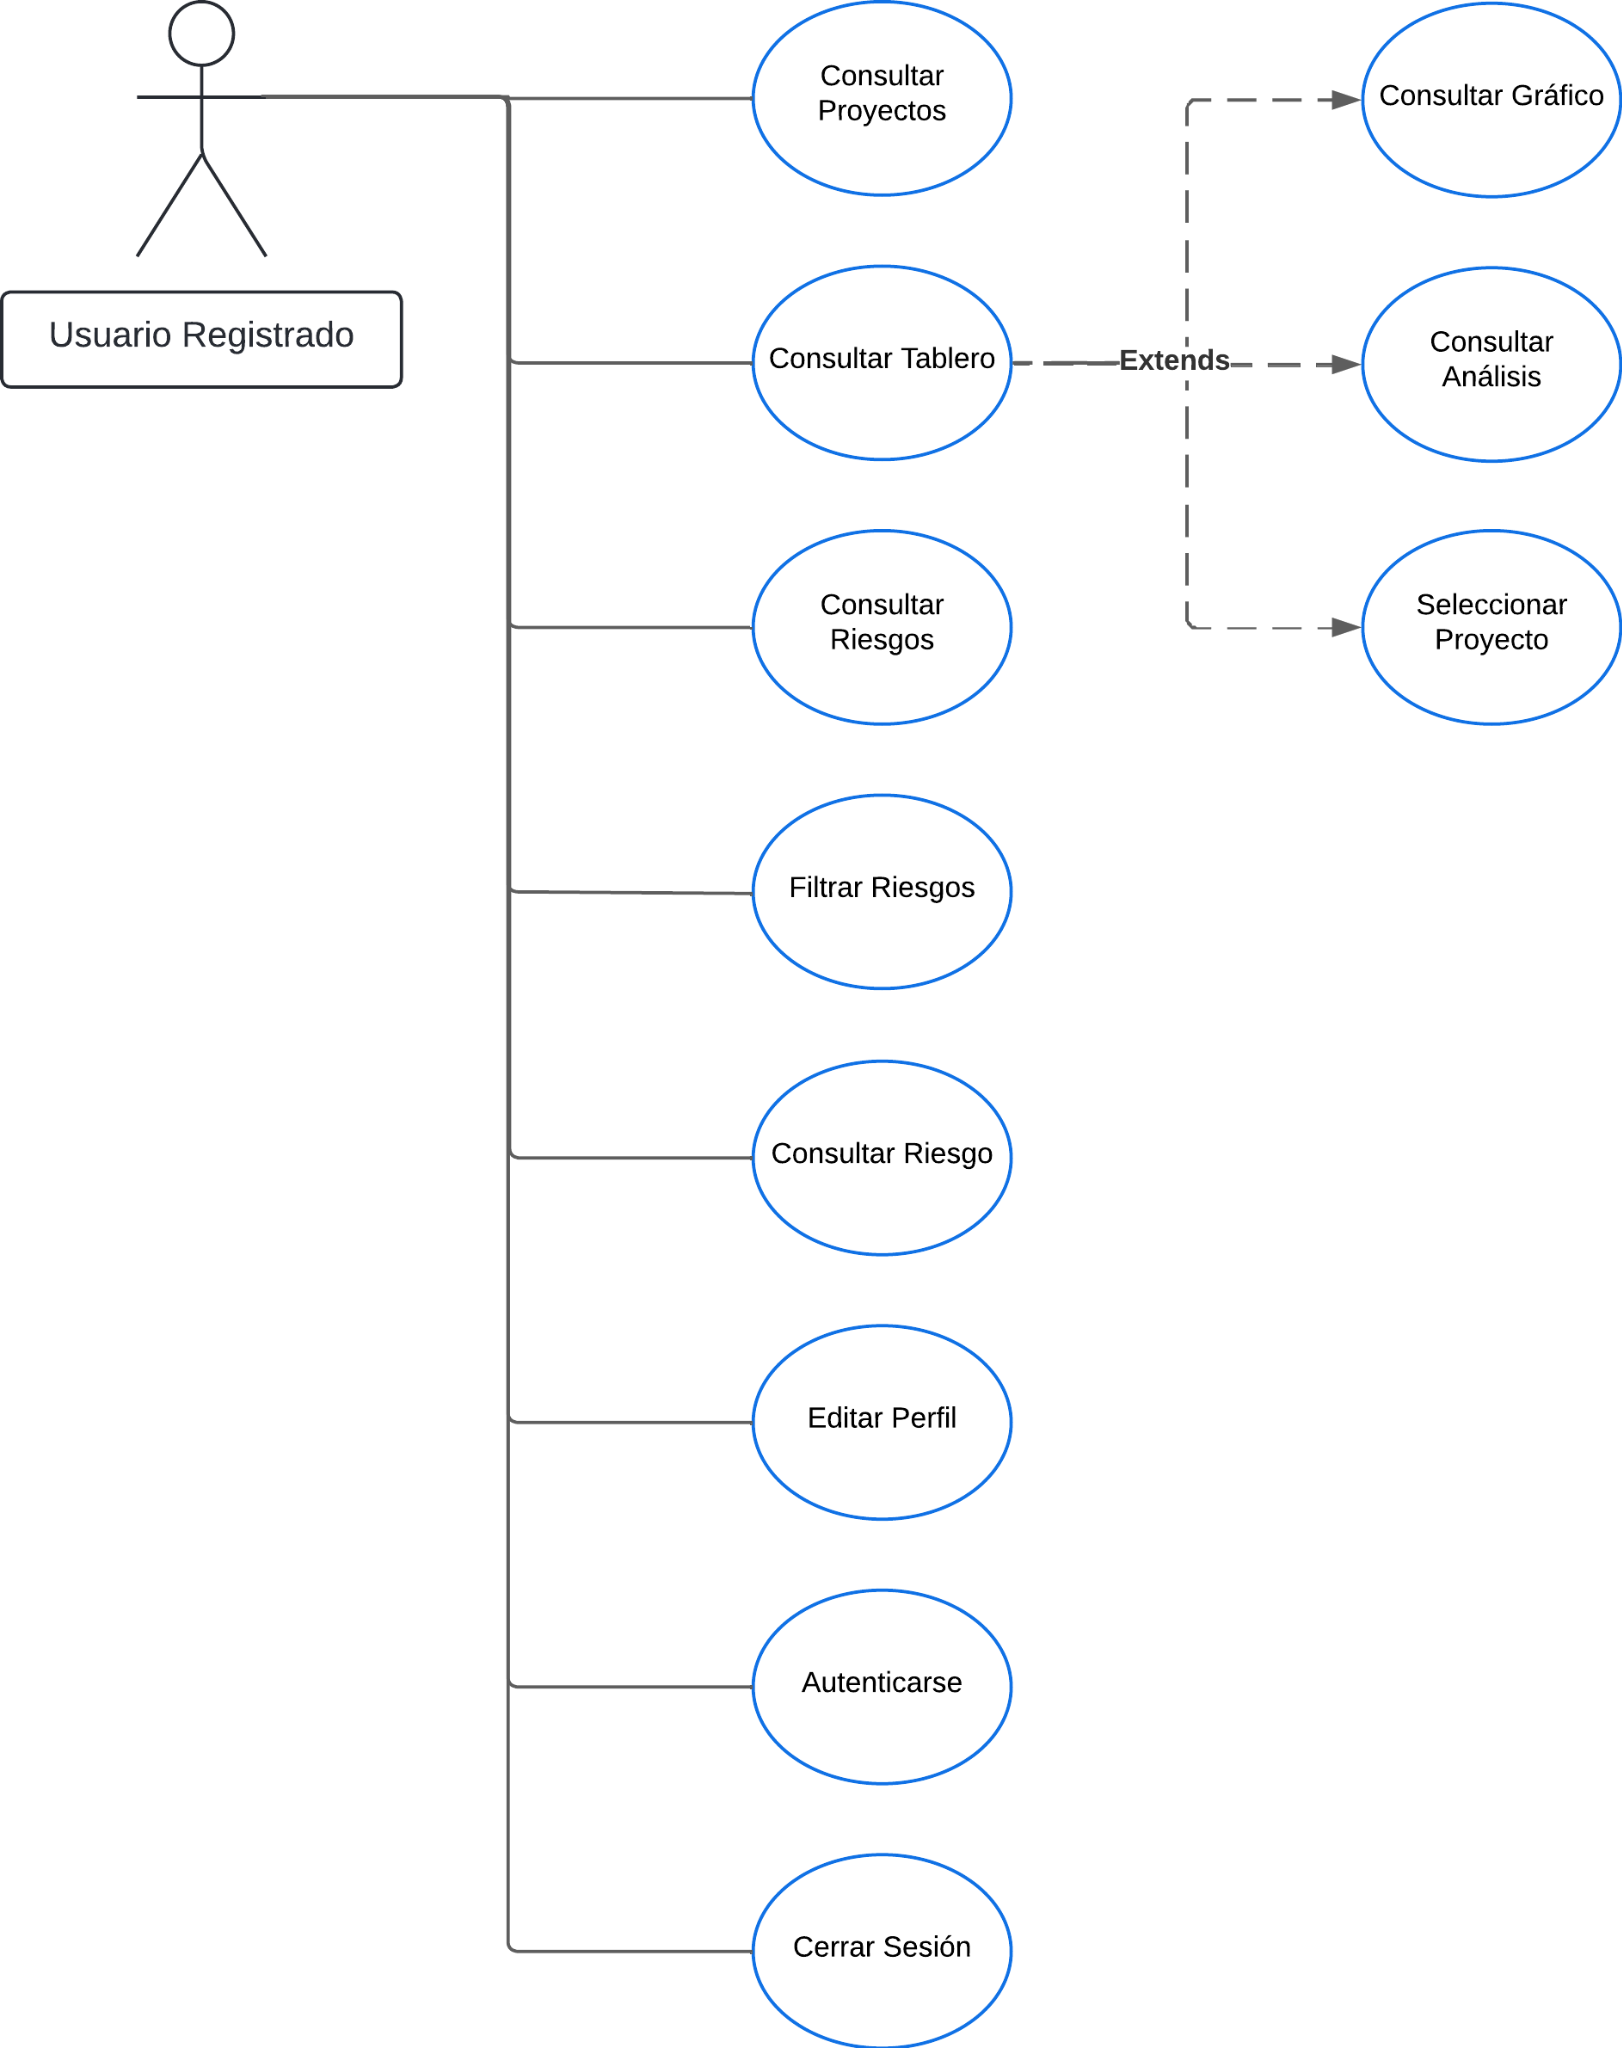 Usuario Registrado
Consultar
Proyectos
Consultar Gráfico
Consultar Tablero
Extends
Consultar
Análisis
Consultar
Riesgos
Seleccionar
Proyecto
Filtrar Riesgos
Consultar Riesgo
Editar Perfil
Autenticarse
Cerrar Sesión